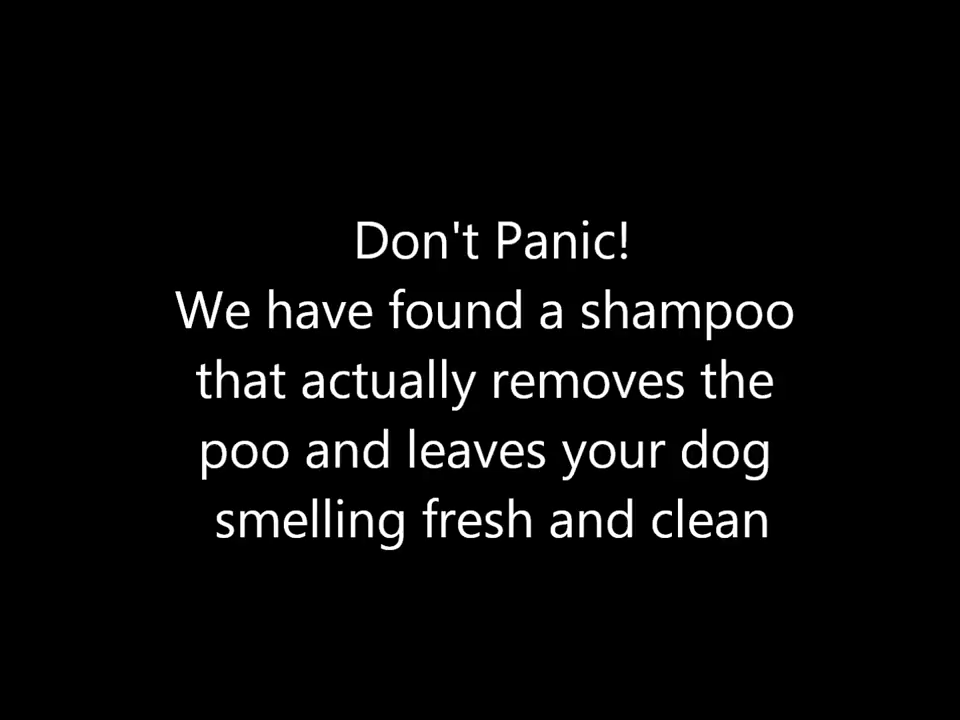 Don't Panic!
We have found a shampoo
that actually removes the
poo and leaves your dog
smelling fresh and clean